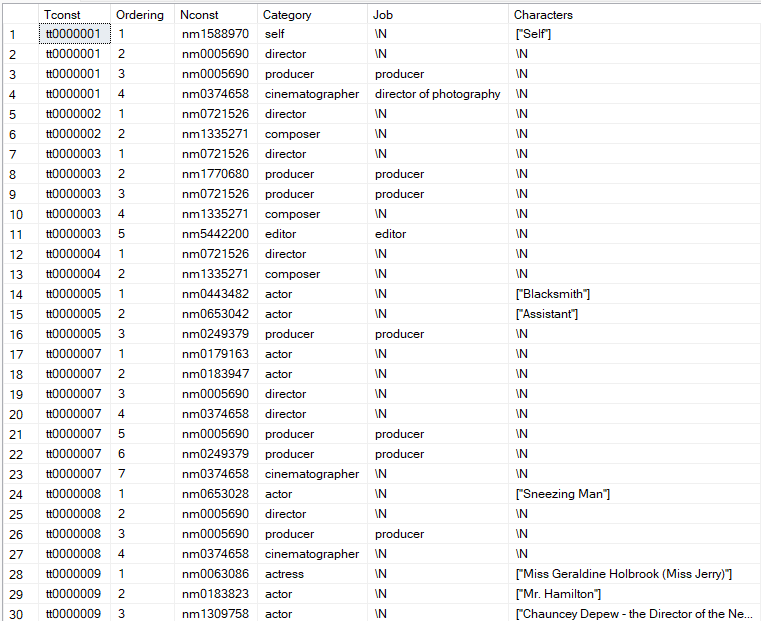 Tconst Ordering Nconst Category Job Characters
1 tt0000001 1 nm1588970 self \N ["Self"]
2 tt0000001 2 nm0005690 director \N \N
3 tt0000001 3 nm0005690 producer producer \N
4 tt0000001 4 nm0374658 cinematographer director of photography \N
5 tt0000002 1 nm0721526 director \N \N
6 tt0000002 2 nm1335271 composer \N \N
7 tt0000003 1 nm0721526 director \N \N
8 tt0000003 2 nm1770680 producer producer \N
9 tt0000003 3 nm0721526 producer producer \N
10 tt0000003 4 nm1335271 composer \N \N
11 tt0000003 5 nm5442200 editor editor \N
12 tt0000004 1 nm0721526 director \N \N
13 tt0000004 2 nm1335271 composer \N \N
14 tt0000005 1 nm0443482 actor \N ["Blacksmith"]
15 tt0000005 2 nm0653042 actor \N ["Assistant"]
16 tt0000005 3 nm0249379 producer producer \N
17 tt0000007 1 nm0179163 actor \N \N
18 tt0000007 2 nm0183947 actor \N \N
19 tt0000007 3 nm0005690 director \N \N
20 tt0000007 4 nm0374658 director \N \N
21 tt0000007 5 nm0005690 producer producer \N
22 tt0000007 6 nm0249379 producer producer \N
23 tt0000007 7 nm0374658 cinematographer \N \N
24 tt0000008 1 nm0653028 actor \N ["Sneezing Man"]
25 tt0000008 2 nm0005690 director \N \N
26 tt0000008 3 nm0005690 producer producer \N
27 tt0000008 4 nm0374658 cinematographer \N \N
28 tt0000009 1 nm0063086 actress \N ["Miss Geraldine Holbrook (Miss Jerry)"]
29 tt0000009 2 nm0183823 actor \N ["Mr. Hamilton"]
30 tt0000009 3 nm1309758 actor \N ["Chauncey Depew - the Director of the Ne...